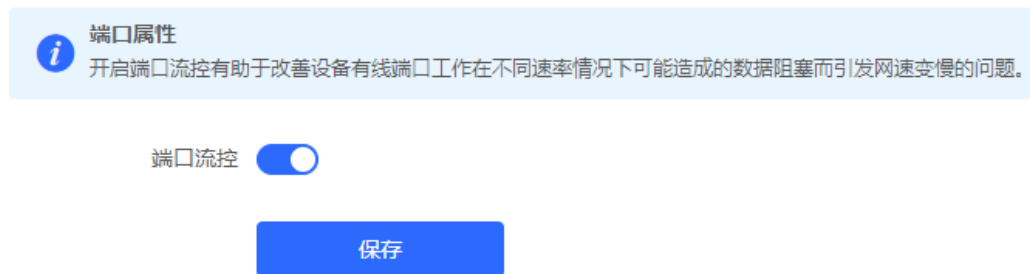 端口属性
开启端口流控有助于改善设备有线端口工作在不同速率情况下可能造成的数据阻塞而引发网速变慢的问题。
端口流控
保存